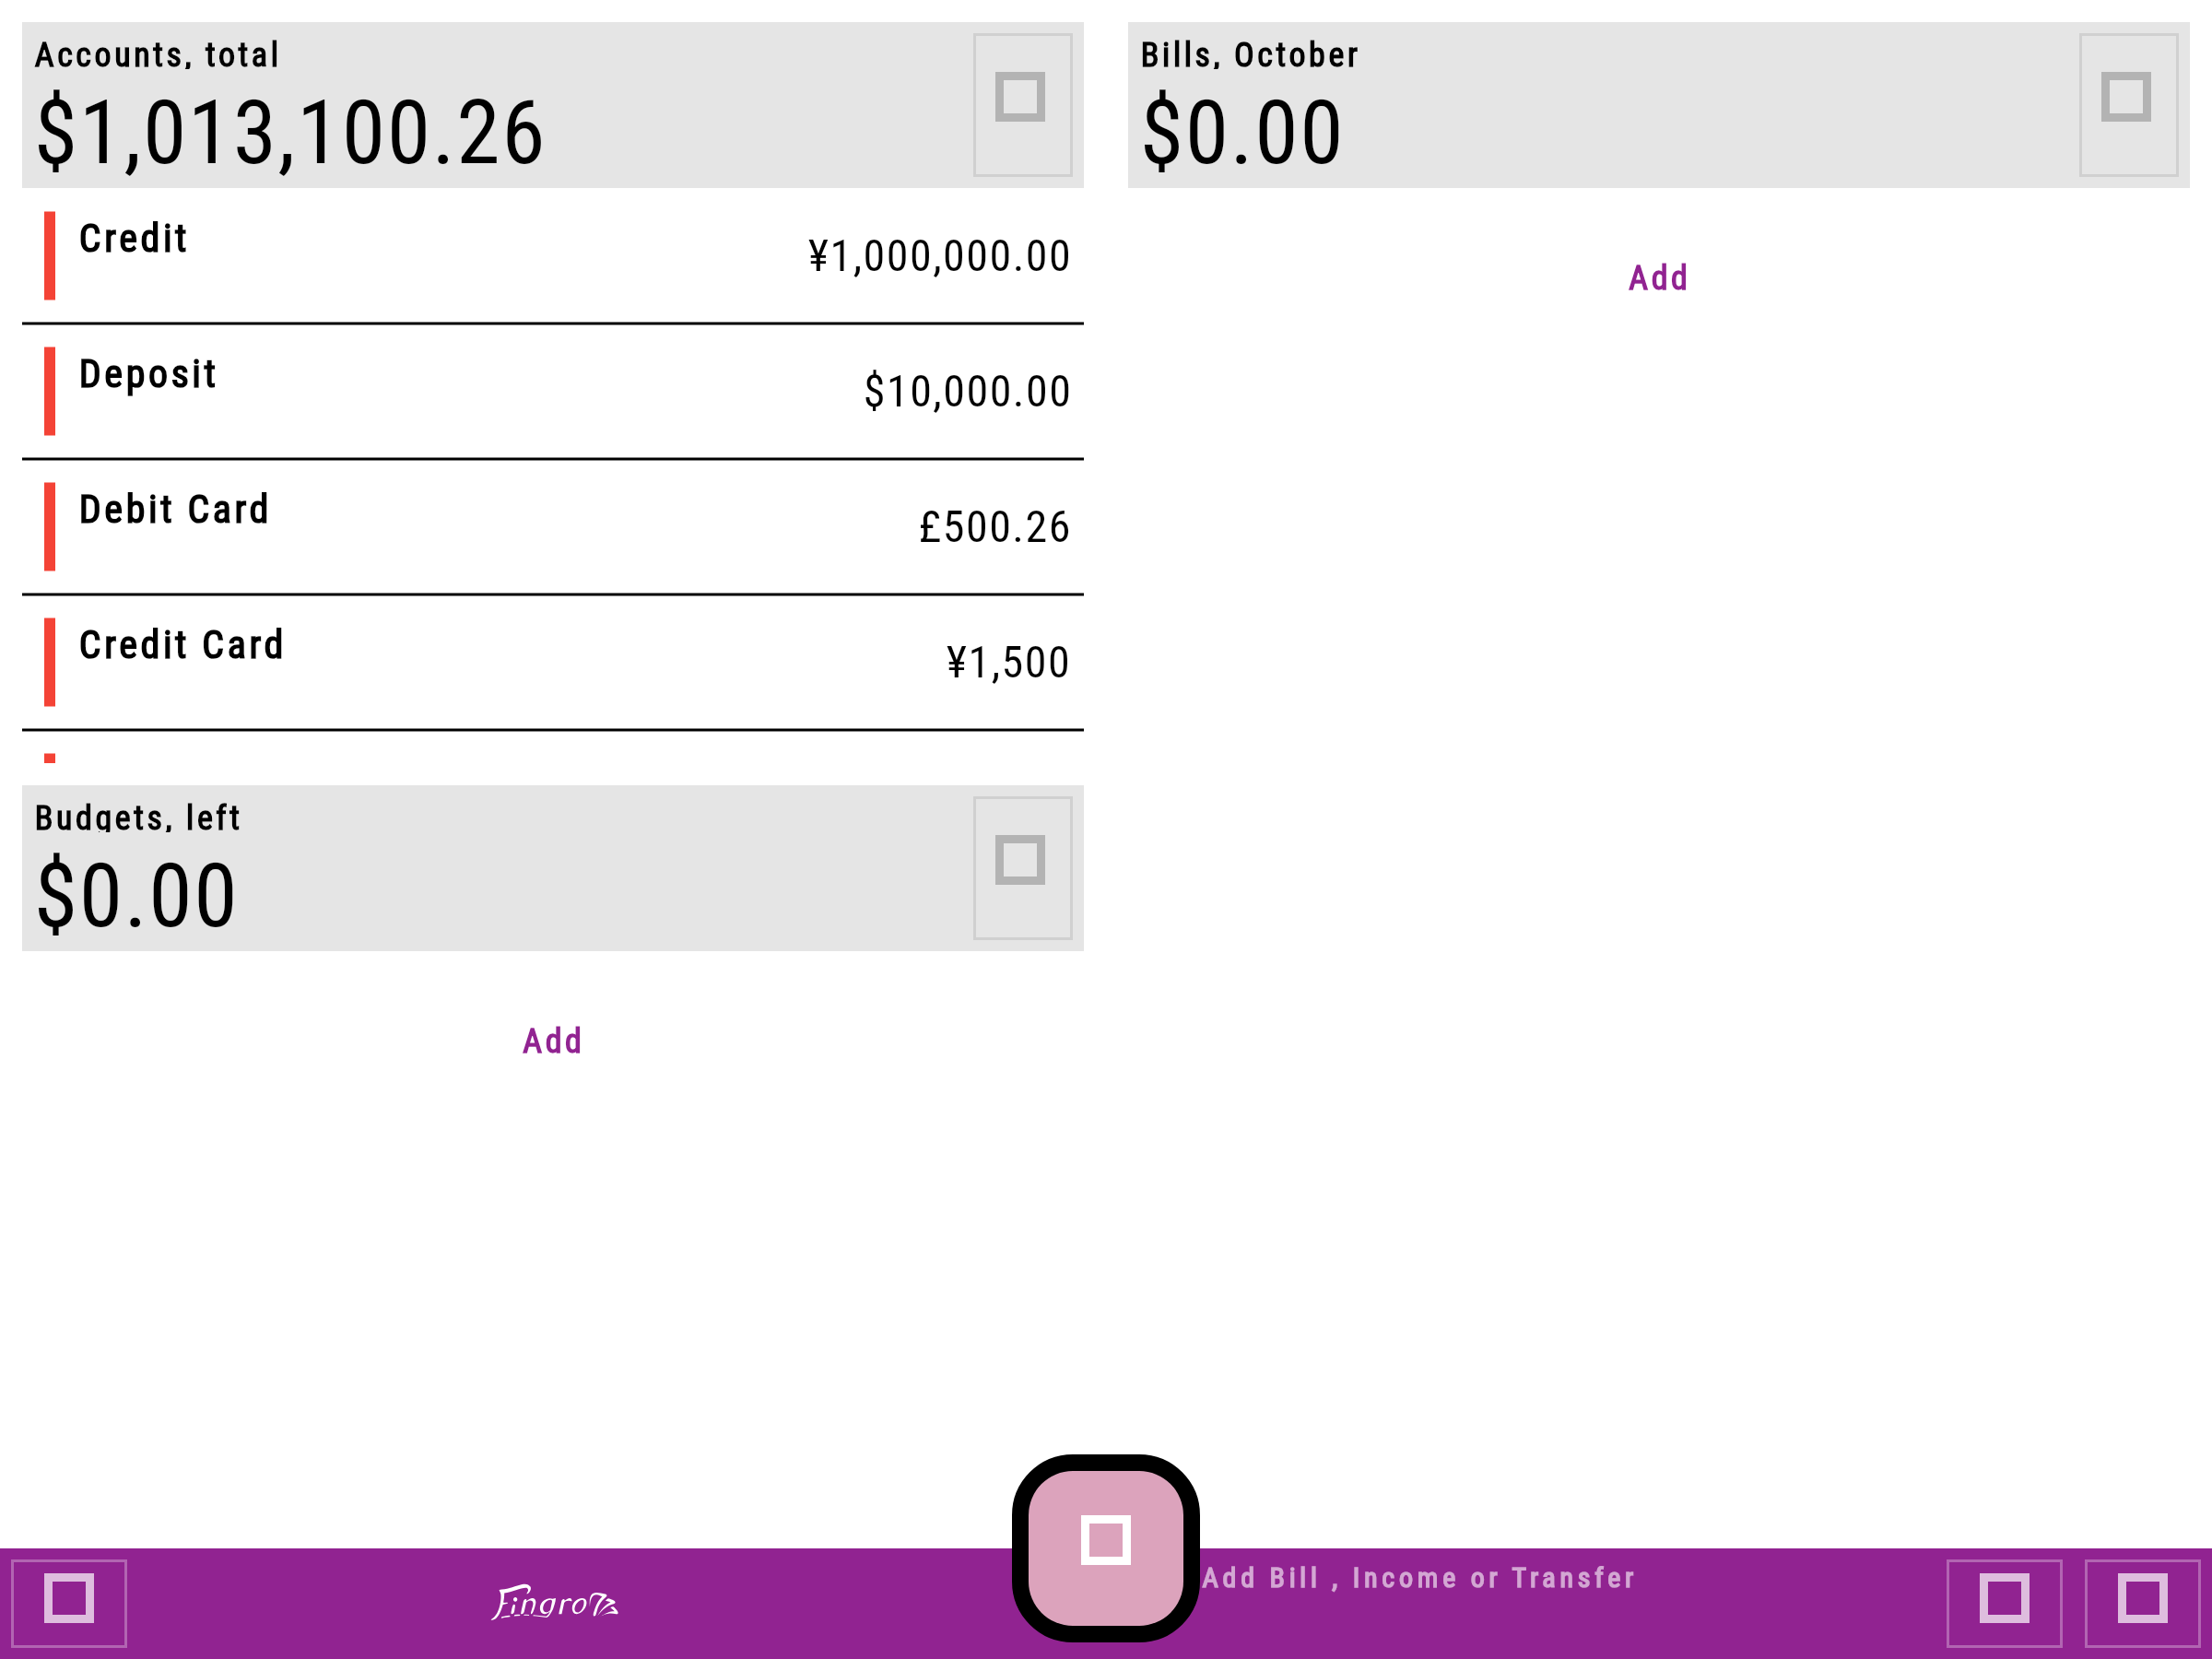 Accounts, total
$1,013,100.26
Credit
¥1,000,000.00
Deposit
$10,000.00
Debit Card
£500.26
Credit Card
¥1,500
Budgets, left
$0.00
Add
Bills, October
$0.00
Add
Add Bill , Income or Transfer